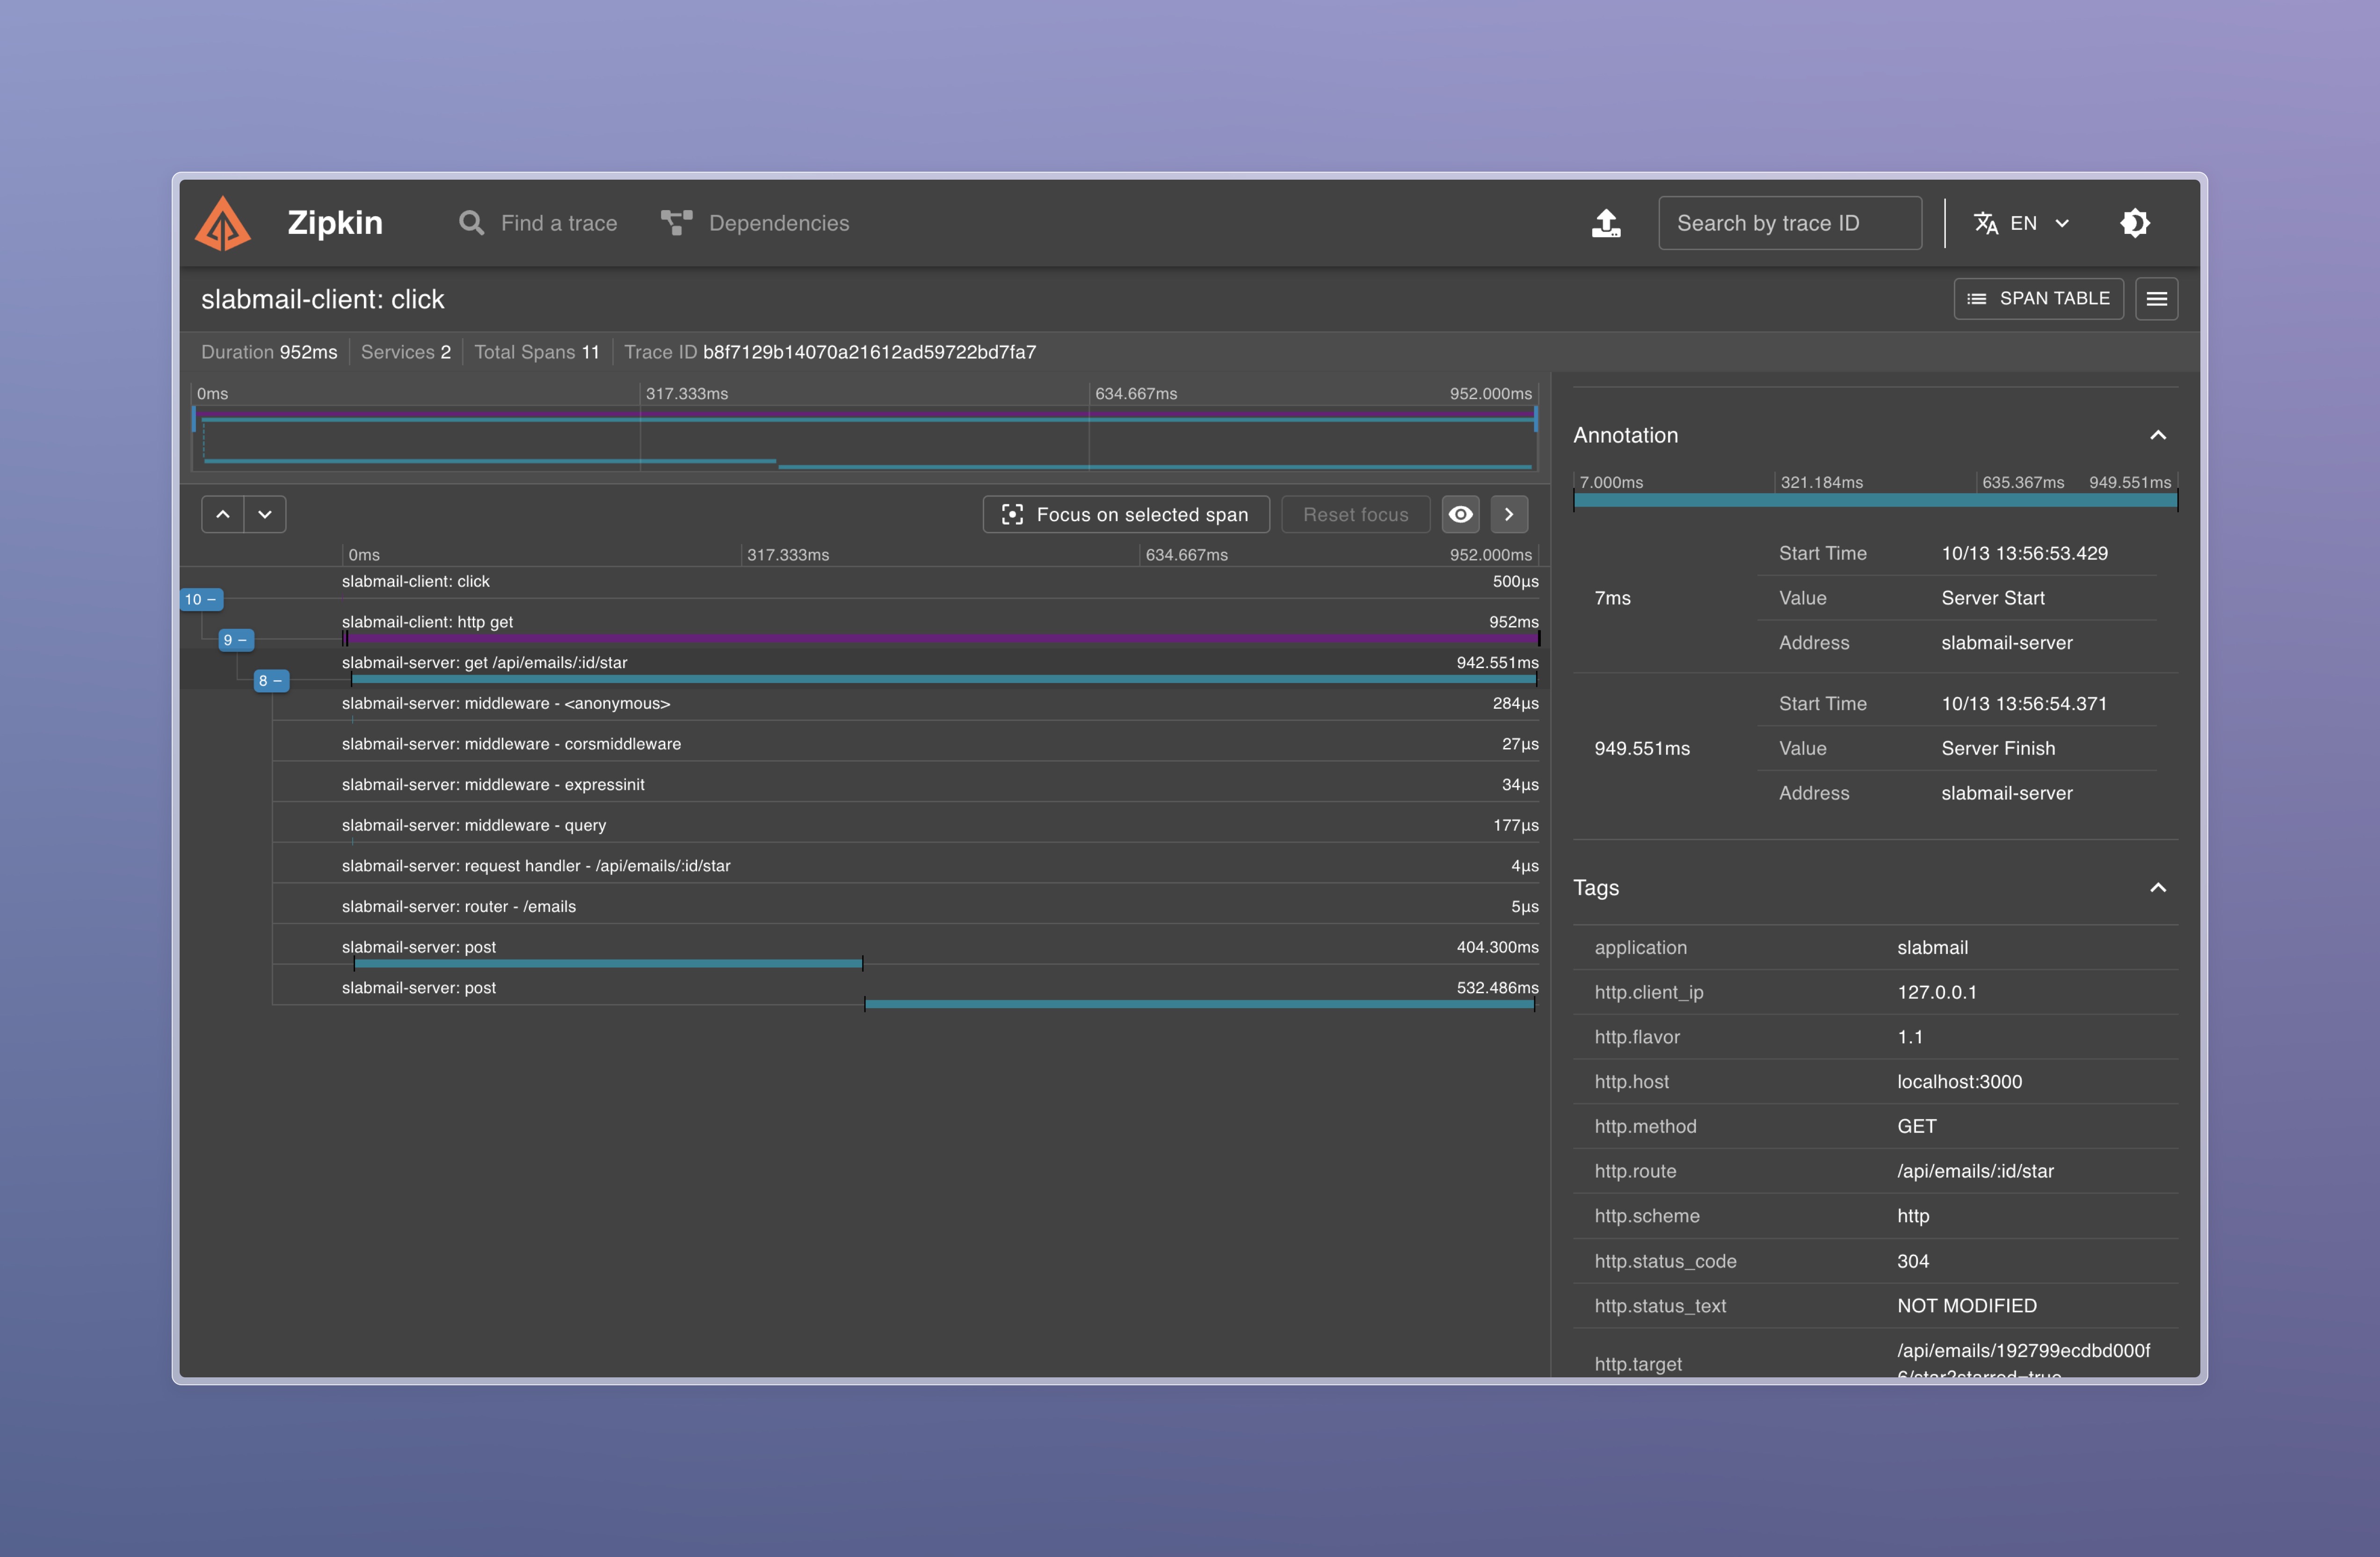 Zipkin
Find a trace
Dependencies
Search by trace ID
EN
slabmail-client: click
SPAN TABLE
Duration 952ms
Services 2
Total Spans 11
Trace ID b8f7129b14070a21612ad59722bd7fa7
0ms 317.333ms 634.667ms 952.000ms
Focus on selected span
Reset focus
0ms 317.333ms 634.667ms 952.000ms
slabmail-client: click 500μs
10 −
slabmail-client: http get 952ms
9 −
slabmail-server: get /api/emails/:id/star 942.551ms
8 −
slabmail-server: middleware - <anonymous> 284μs
slabmail-server: middleware - corsmiddleware 27μs
slabmail-server: middleware - expressinit 34μs
slabmail-server: middleware - query 177μs
slabmail-server: request handler - /api/emails/:id/star 4μs
slabmail-server: router - /emails 5μs
slabmail-server: post 404.300ms
slabmail-server: post 532.486ms
Annotation
7.000ms 321.184ms 635.367ms 949.551ms
Start Time 10/13 13:56:53.429
7ms Value Server Start
Address slabmail-server
Start Time 10/13 13:56:54.371
949.551ms Value Server Finish
Address slabmail-server
Tags
application slabmail
http.client_ip 127.0.0.1
http.flavor 1.1
http.host localhost:3000
http.method GET
http.route /api/emails/:id/star
http.scheme http
http.status_code 304
http.status_text NOT MODIFIED
http.target /api/emails/192799ecdbd000f
6/star?starred=true